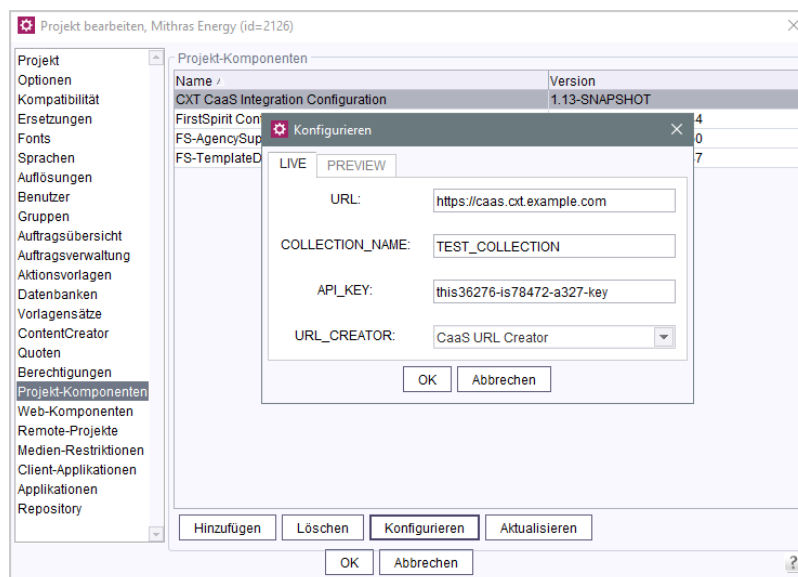 Projekt bearbeiten, Mithras Energy (id=2126)
Projekt
Optionen
Kompatibilität
Ersetzungen
Fonts
Sprachen
Auflösungen
Benutzer
Gruppen
Auftragsübersicht
Auftragsverwaltung
Aktionsvorlagen
Datenbanken
Vorlagensätze
ContentCreator
Quoten
Berechtigungen
Projekt-Komponenten
Web-Komponenten
Remote-Projekte
Medien-Restriktionen
Client-Applikationen
Applikationen
Repository
Projekt-Komponenten
Name Version
CXT CaaS Integration Configuration 1.13-SNAPSHOT
FirstSpirit Con 4
FS-AgencySup 0
FS-TemplateD 7
Konfigurieren
LIVE PREVIEW
URL: https://caas.cxt.example.com
COLLECTION_NAME: TEST_COLLECTION
API_KEY: this36276-is78472-a327-key
URL_CREATOR: CaaS URL Creator
OK Abbrechen
Hinzufügen Löschen Konfigurieren Aktualisieren
OK Abbrechen ?